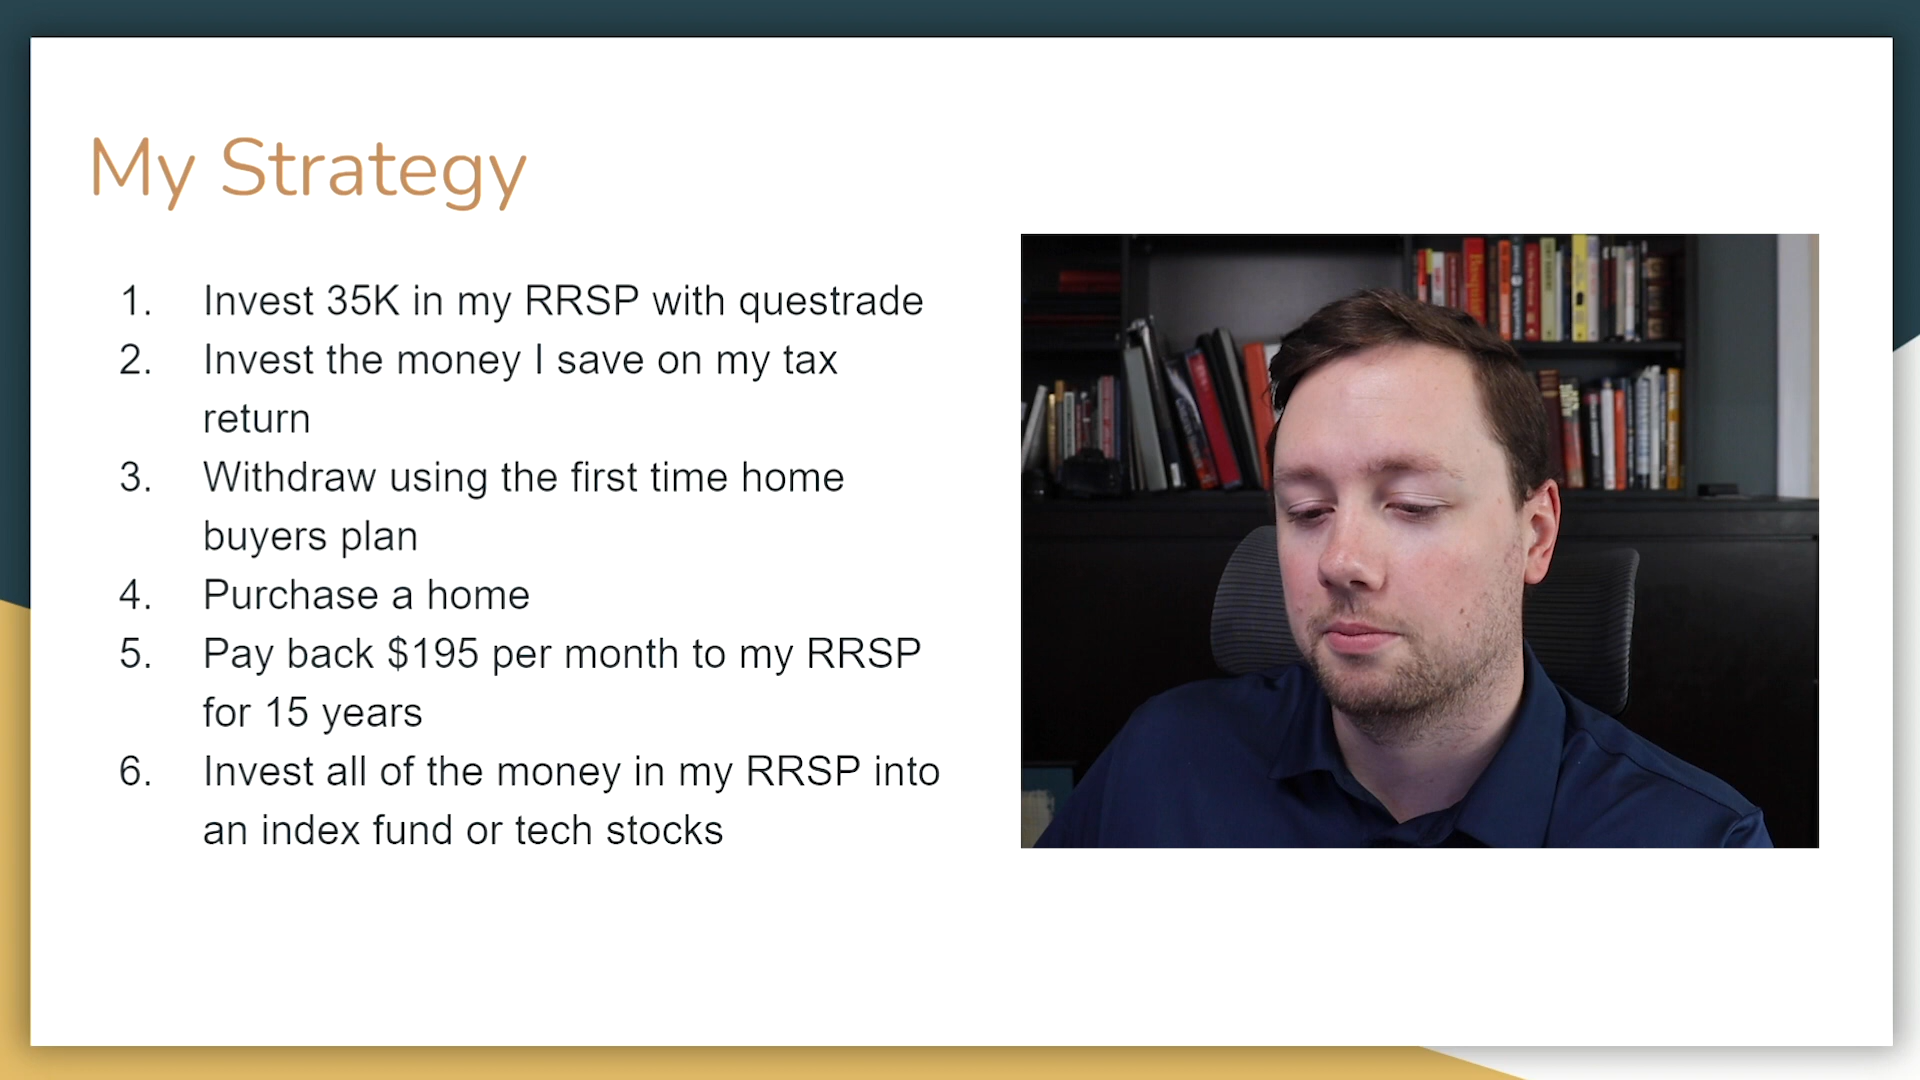 My Strategy
1. Invest 35K in my RRSP with questrade
2. Invest the money I save on my tax
return
3. Withdraw using the first time home
buyers plan
4. Purchase a home
5. Pay back $195 per month to my RRSP
for 15 years
6. Invest all of the money in my RRSP into
an index fund or tech stocks